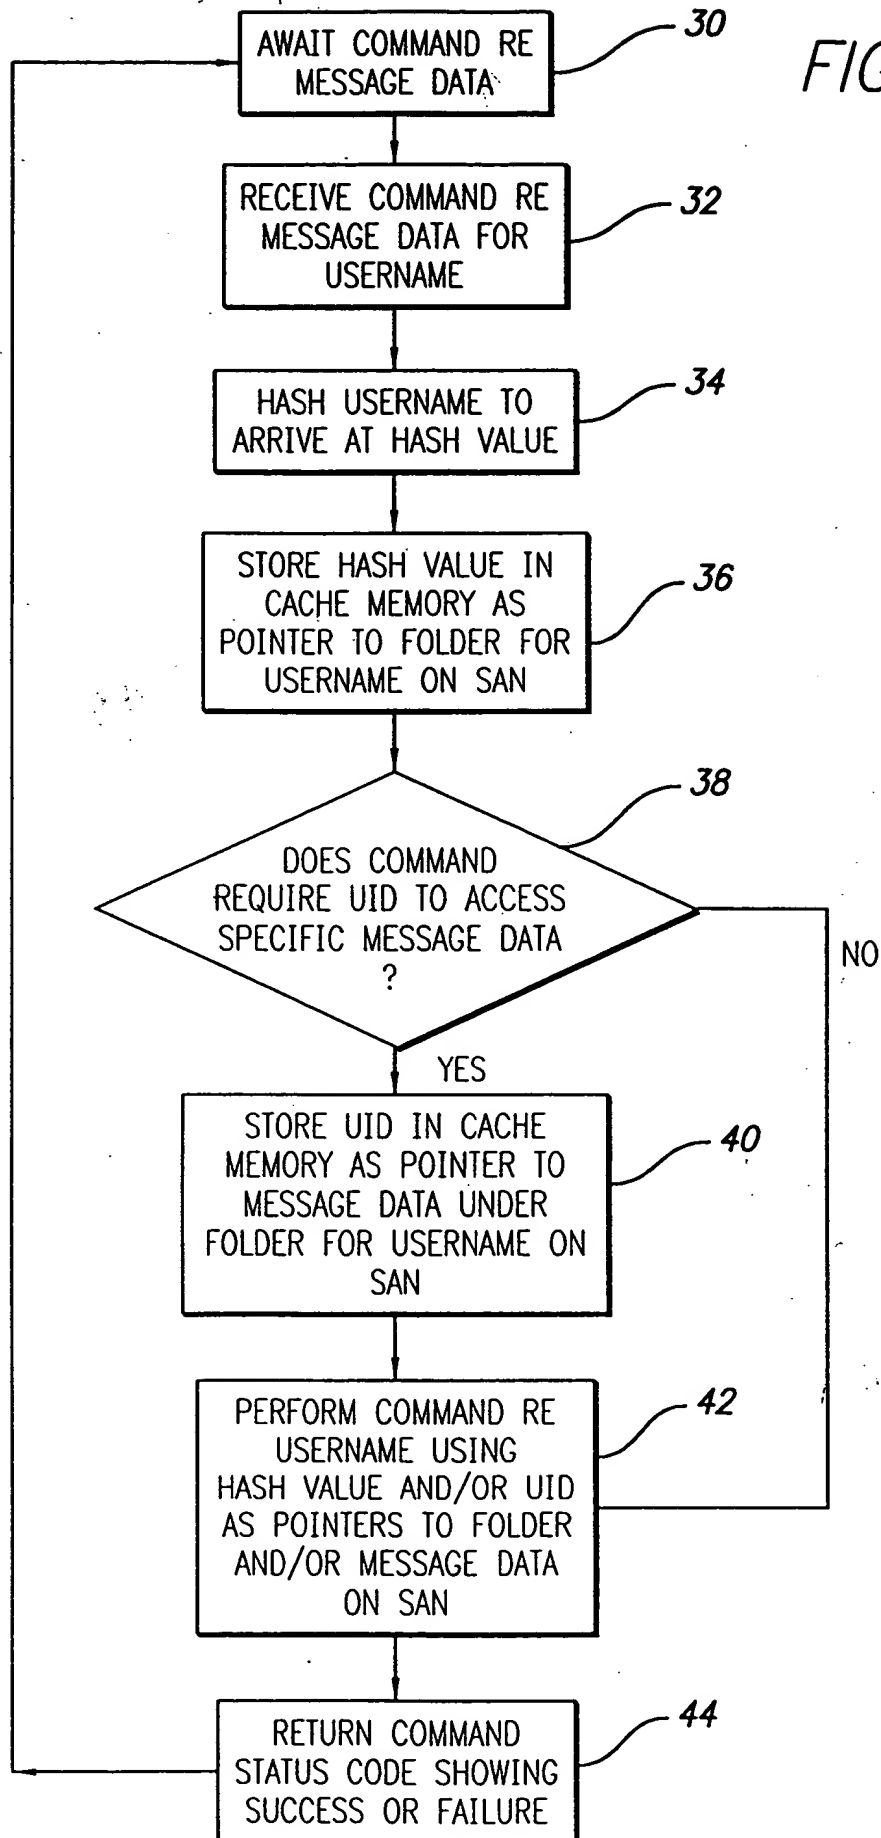 30
FIG
AWAIT COMMAND RE
MESSAGE DATA
RECEIVE COMMAND RE
MESSAGE DATA FOR
USERNAME
32
HASH USERNAME TO
ARRIVE AT HASH VALUE
34
STORE HASH VALUE IN
CACHE MEMORY AS
POINTER TO FOLDER FOR
USERNAME ON SAN
36
38
DOES COMMAND
REQUIRE UID TO ACCESS
SPECIFIC MESSAGE DATA
?
NO
YES
STORE UID IN CACHE
MEMORY AS POINTER TO
MESSAGE DATA UNDER
FOLDER FOR USERNAME ON
SAN
40
PERFORM COMMAND RE
USERNAME USING
HASH VALUE AND/OR UID
AS POINTERS TO FOLDER
AND/OR MESSAGE DATA
ON SAN
42
RETURN COMMAND
STATUS CODE SHOWING
SUCCESS OR FAILURE
44